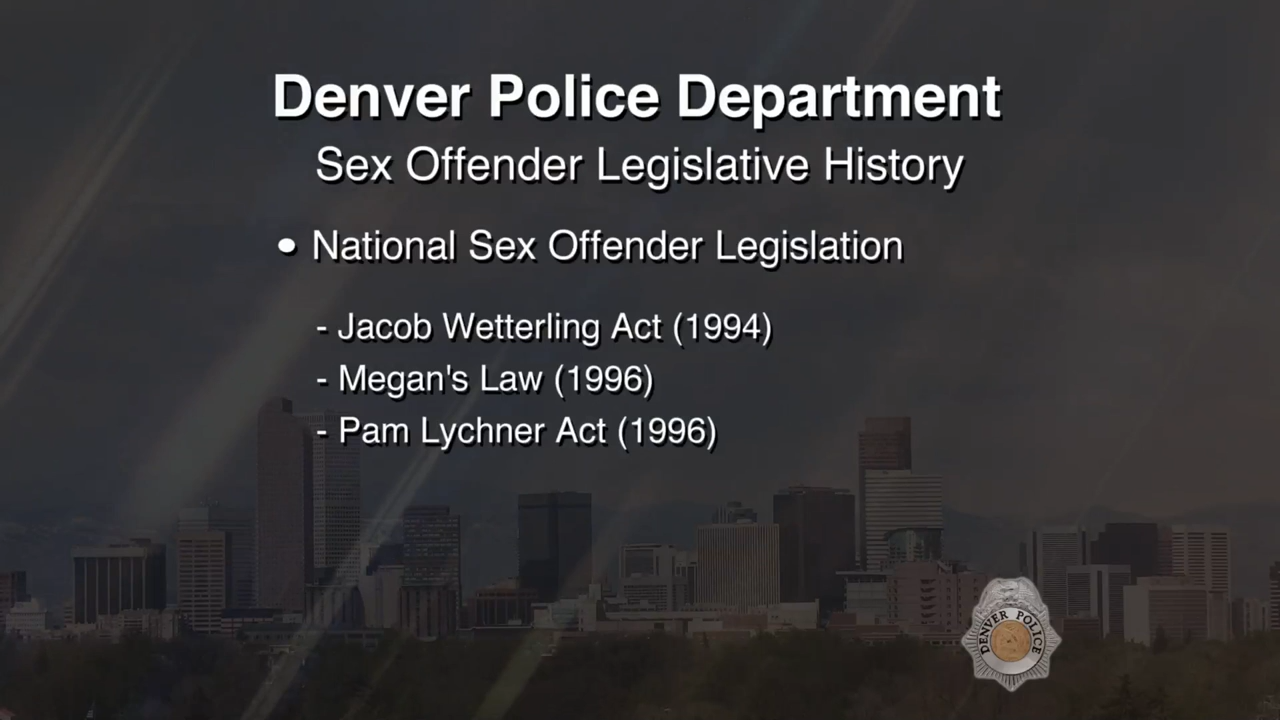 Denver Police Department
Sex Offender Legislative History
• National Sex Offender Legislation
- Jacob Wetterling Act (1994)
- Megan's Law (1996)
- Pam Lychner Act (1996)
DENVER POLICE